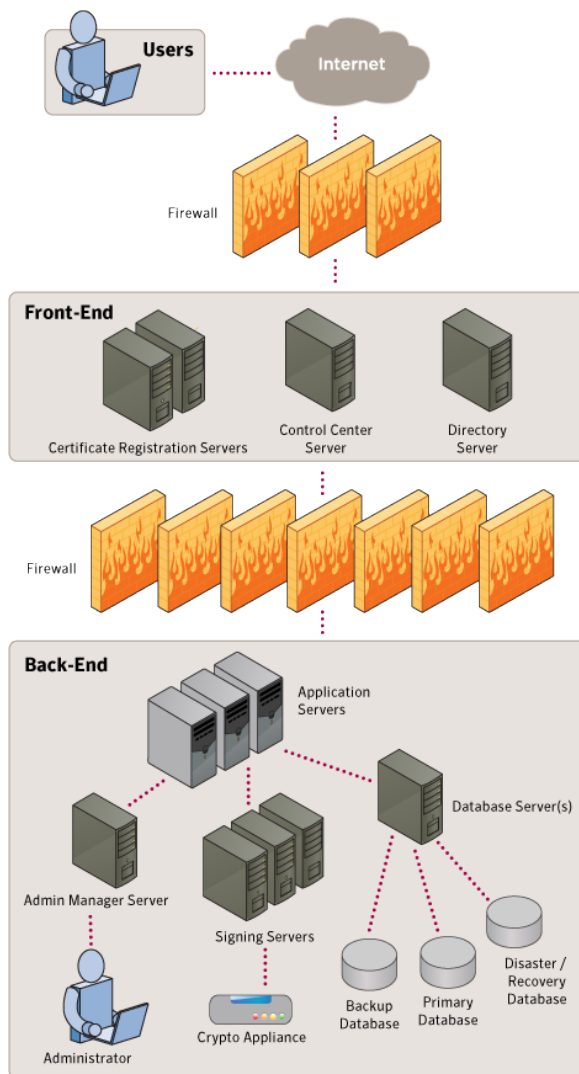 Users
Internet
Firewall
Front-End
Certificate Registration Servers
Control Center
Server
Directory
Server
Firewall
Back-End
Application
Servers
Database Server(s)
Admin Manager Server
Signing Servers
Backup
Database
Primary
Database
Disaster /
Recovery
Database
Crypto Appliance
Administrator